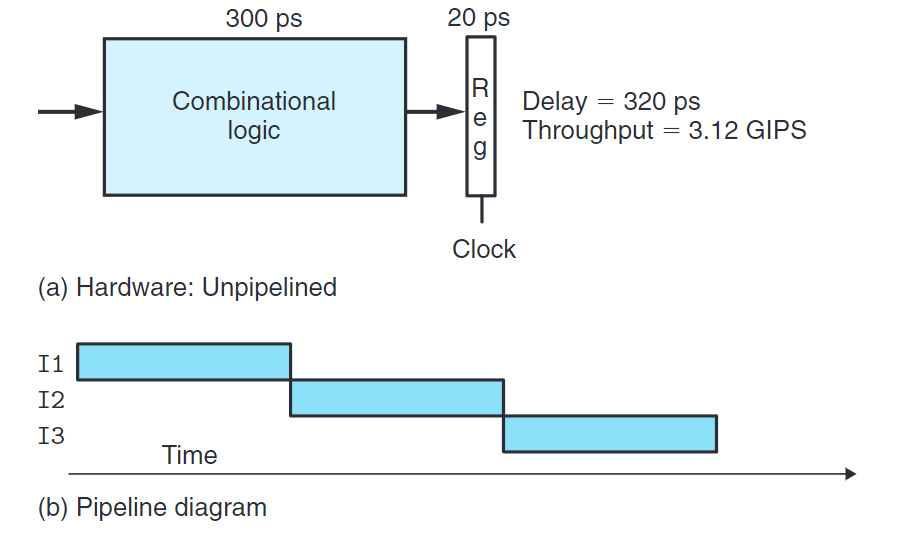 300 ps
20 ps
Combinational
logic
R
e
g
Delay = 320 ps
Throughput = 3.12 GIPS
Clock
(a) Hardware: Unpipelined
I1
I2
I3
Time
(b) Pipeline diagram